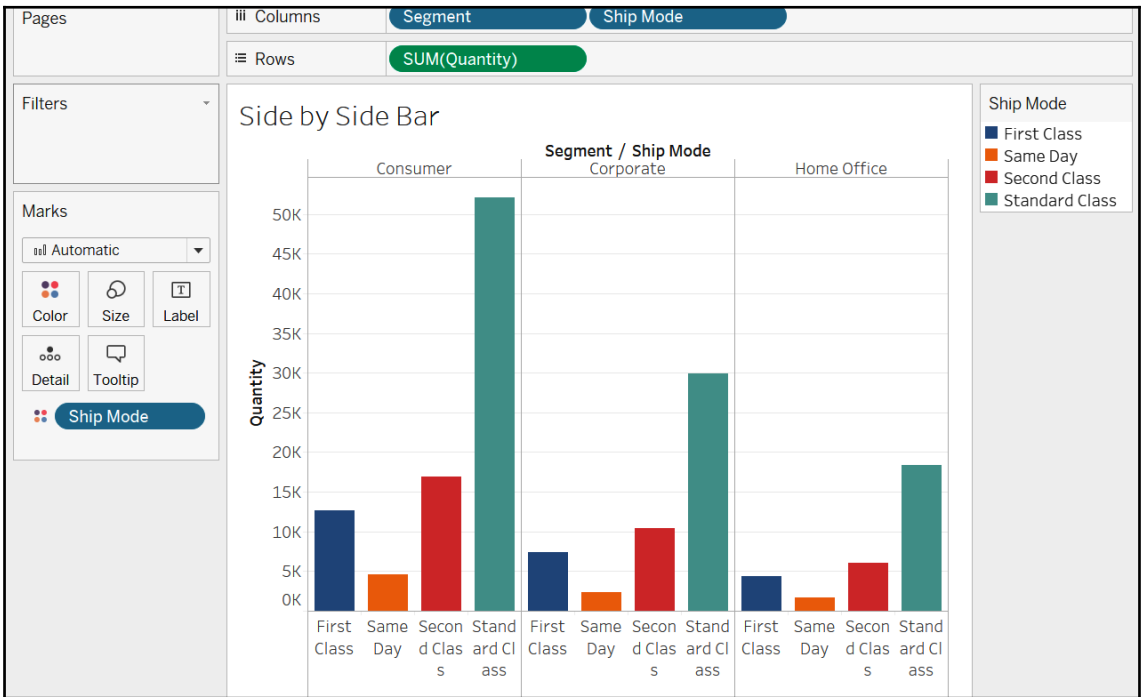 Pages
iii Columns
Segment
Ship Mode
Rows
SUM(Quantity)
Filters
Marks
Automatic
Color
Size
T
Label
Detail
Tooltip
Ship Mode
Side by Side Bar
Segment / Ship Mode
Consumer
Corporate
Home Office
Quantity
50K
45K
40K
35K
30K
25K
20K
15K
10K
5K
0K
First Same Secon Stand First Same Secon Stand First Same Secon Stand
Class Day d Clas ard Cl Class Day d Clas ard Cl Class Day d Clas ard Cl
s ass s ass s ass
Ship Mode
First Class
Same Day
Second Class
Standard Class